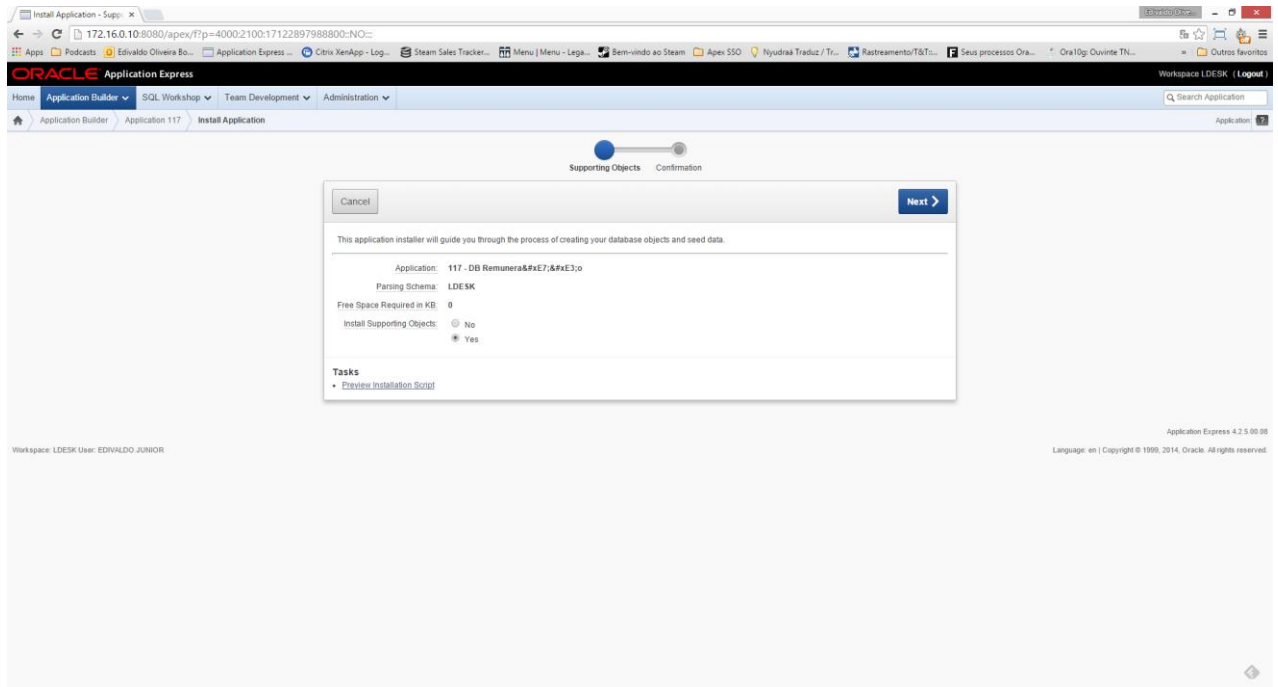 Install Application - Supp
172.16.0.10:8080/apex/f?p=4000:2100:17122897988800::NO:::
Apps Podcasts Edivaldo Oliveira Bo... Application Express ... Citrix XenApp - Log... Steam Sales Tracker... Menu | Menu - Lega... Bem-vindo ao Steam Apex SSO Nyudraá Traduz / Tr... Rastreamento/T&T:... Seus processos Ora... Ora10g: Ouvinte TN... » Outros favoritos
ORACLE Application Express Workspace LDESK (Logout)
Home Application Builder SQL Workshop Team Development Administration Search Application
Application Builder Application 117 Install Application Application: ?
Supporting Objects Confirmation
Cancel Next
This application installer will guide you through the process of creating your database objects and seed data.
Application: 117 - DB Remunera&#xE7;&#xE3;o
Parsing Schema: LDESK
Free Space Required in KB: 0
Install Supporting Objects: No
Yes
Tasks
• Preview Installation Script
Application Express 4.2.5.00.08
Workspace: LDESK User: EDIVALDO.JUNIOR Language: en | Copyright © 1999, 2014, Oracle. All rights reserved.